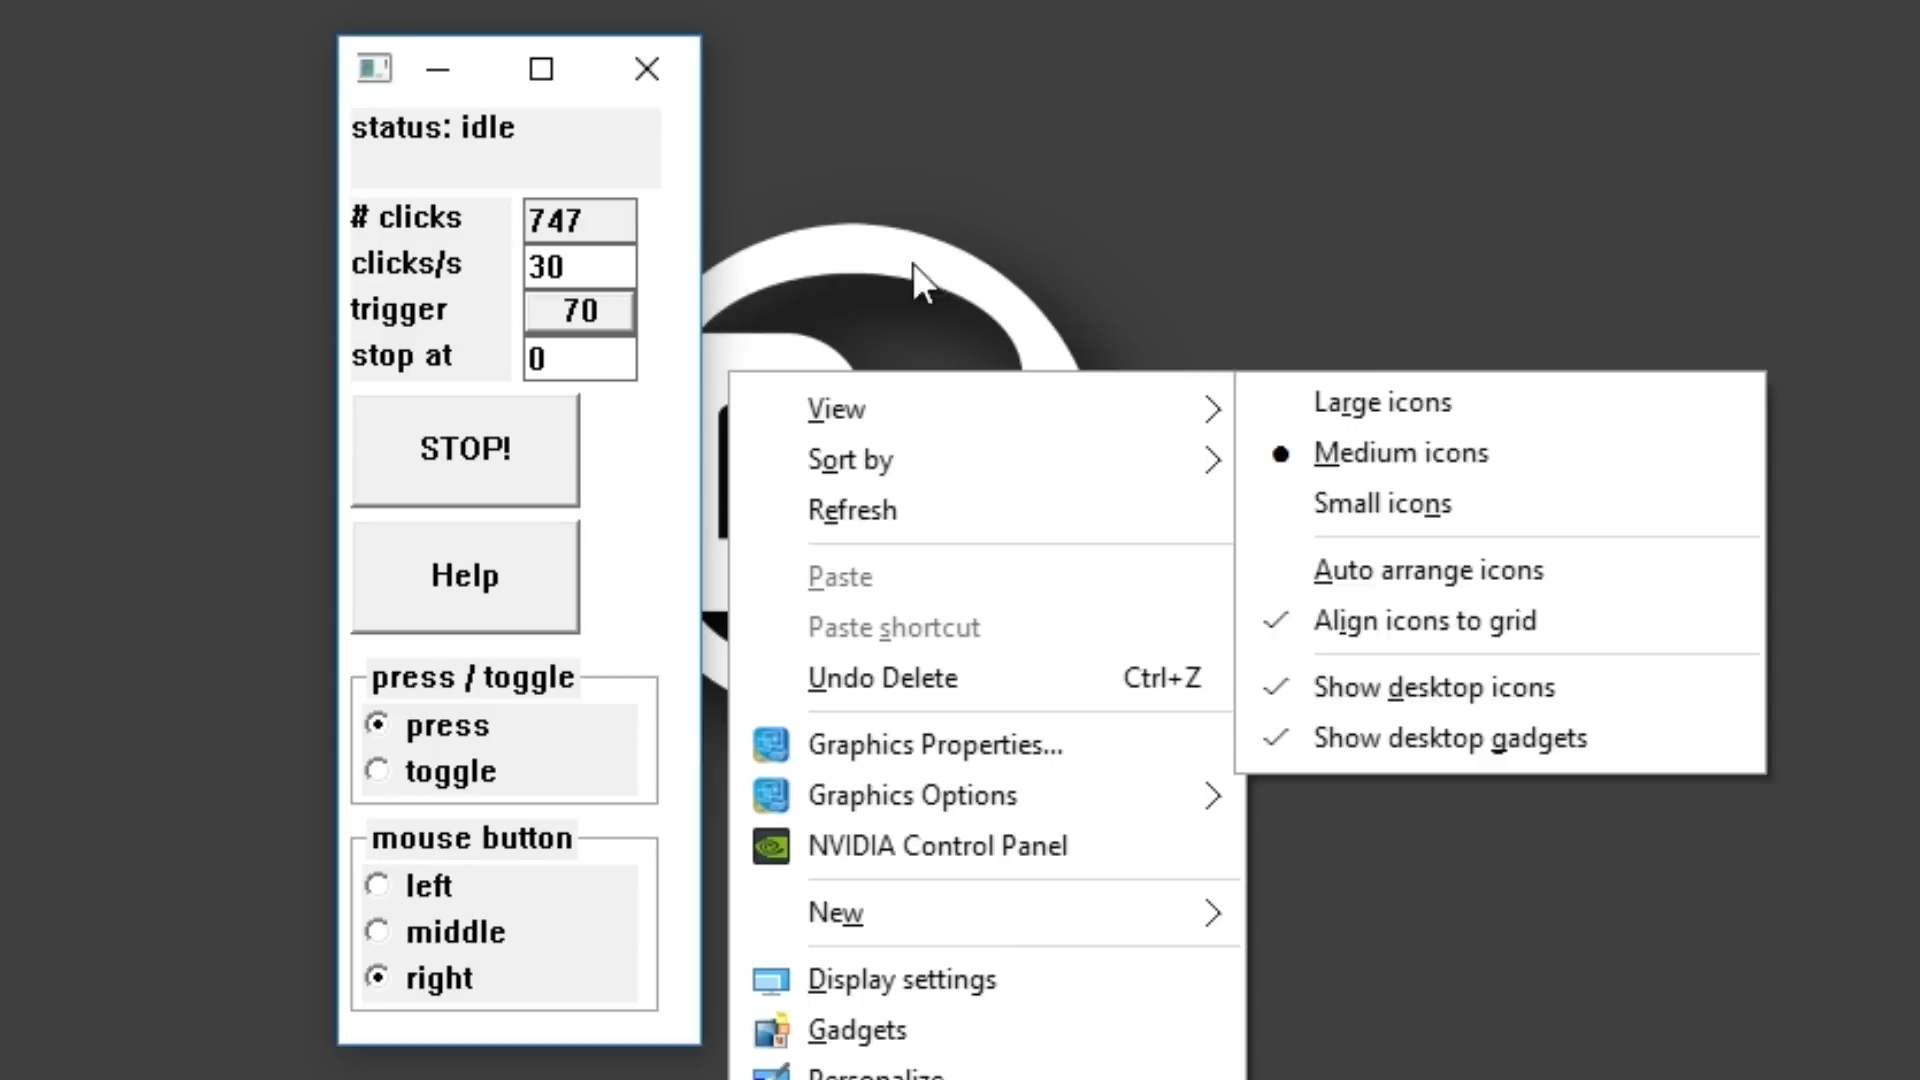 status: idle
# clicks 747
clicks/s 30
trigger 70
stop at 0
STOP!
Help
press / toggle
press
toggle
mouse button
left
middle
right
View
Sort by
Refresh
Paste
Paste shortcut
Undo Delete Ctrl+Z
Graphics Properties...
Graphics Options
NVIDIA Control Panel
New
Display settings
Gadgets
Personalize
Large icons
Medium icons
Small icons
Auto arrange icons
Align icons to grid
Show desktop icons
Show desktop gadgets